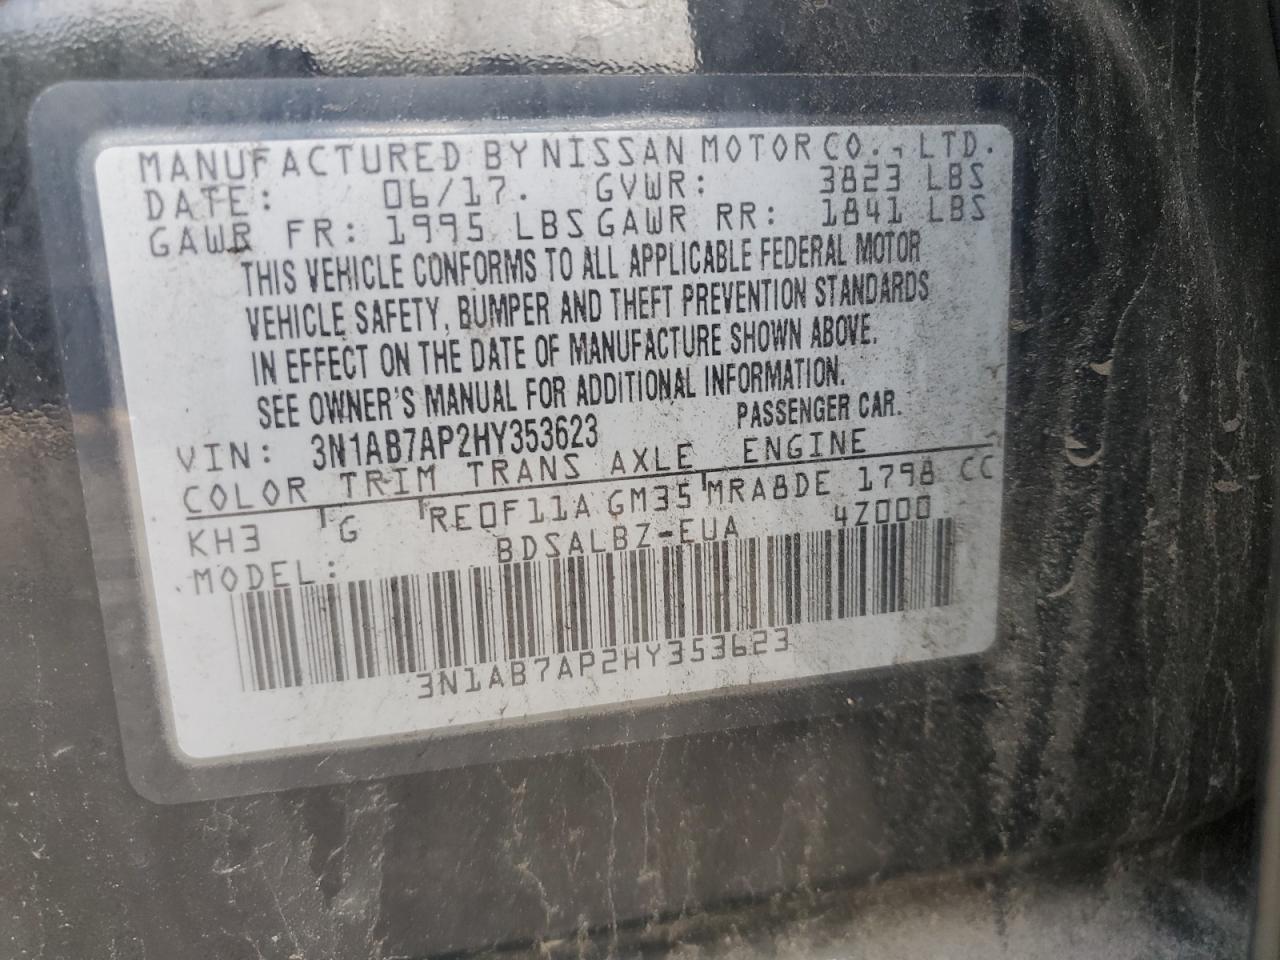 MANUFACTURED BY NISSAN MOTOR CO., LTD.
DATE: 06/17. GVWR: 3823 LBS
GAWR FR: 1995 LBS GAWR RR: 1841 LBS
THIS VEHICLE CONFORMS TO ALL APPLICABLE FEDERAL MOTOR
VEHICLE SAFETY, BUMPER AND THEFT PREVENTION STANDARDS
IN EFFECT ON THE DATE OF MANUFACTURE SHOWN ABOVE.
SEE OWNER'S MANUAL FOR ADDITIONAL INFORMATION.
VIN: 3N1AB7AP2HY353623 PASSENGER CAR.
COLOR TRIM TRANS AXLE ENGINE
KH3 G RE0F11A GM35 MRA8DE 1798 CC
MODEL: BDSALBZ-EUA 4Z000
3N1AB7AP2HY353623